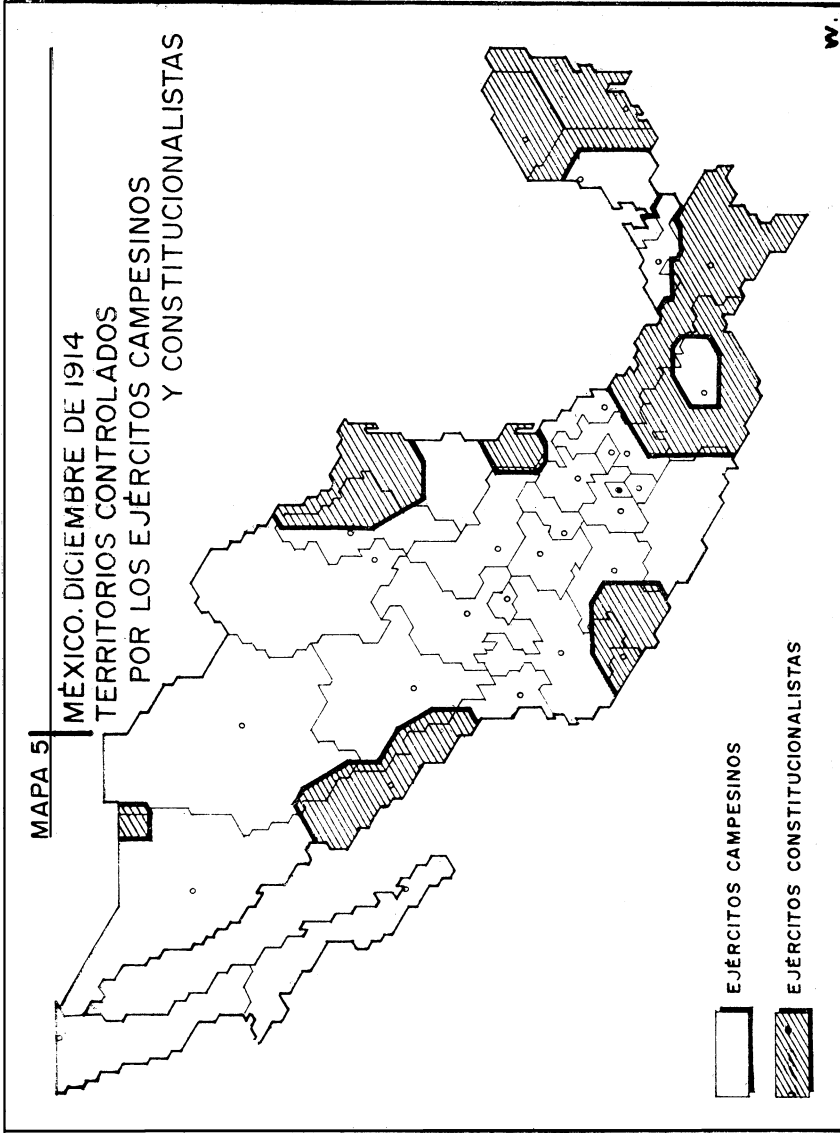 MAPA 5
MÉXICO. DICIEMBRE DE 1914
TERRITORIOS CONTROLADOS
POR LOS EJÉRCITOS CAMPESINOS
Y CONSTITUCIONALISTAS
EJÉRCITOS CAMPESINOS
EJÉRCITOS CONSTITUCIONALISTAS
W.